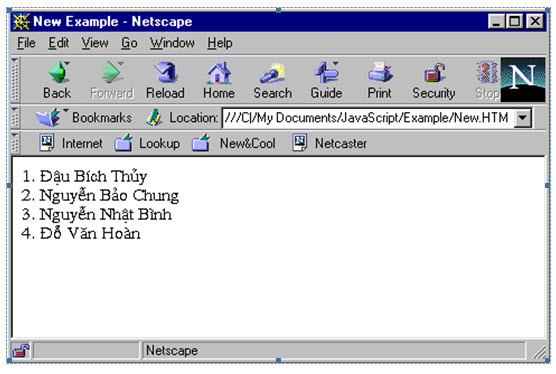 New Example - Netscape
File Edit View Go Window Help
Back Forward Reload Home Search Guide Print Security Stop N
Bookmarks Location: ///C|/My Documents/JavaScript/Example/New.HTM
Internet Lookup New&Cool Netcaster
1. Đậu Bích Thủy
2. Nguyễn Bảo Chung
3. Nguyễn Nhật Bình
4. Đỗ Văn Hoàn
Netscape